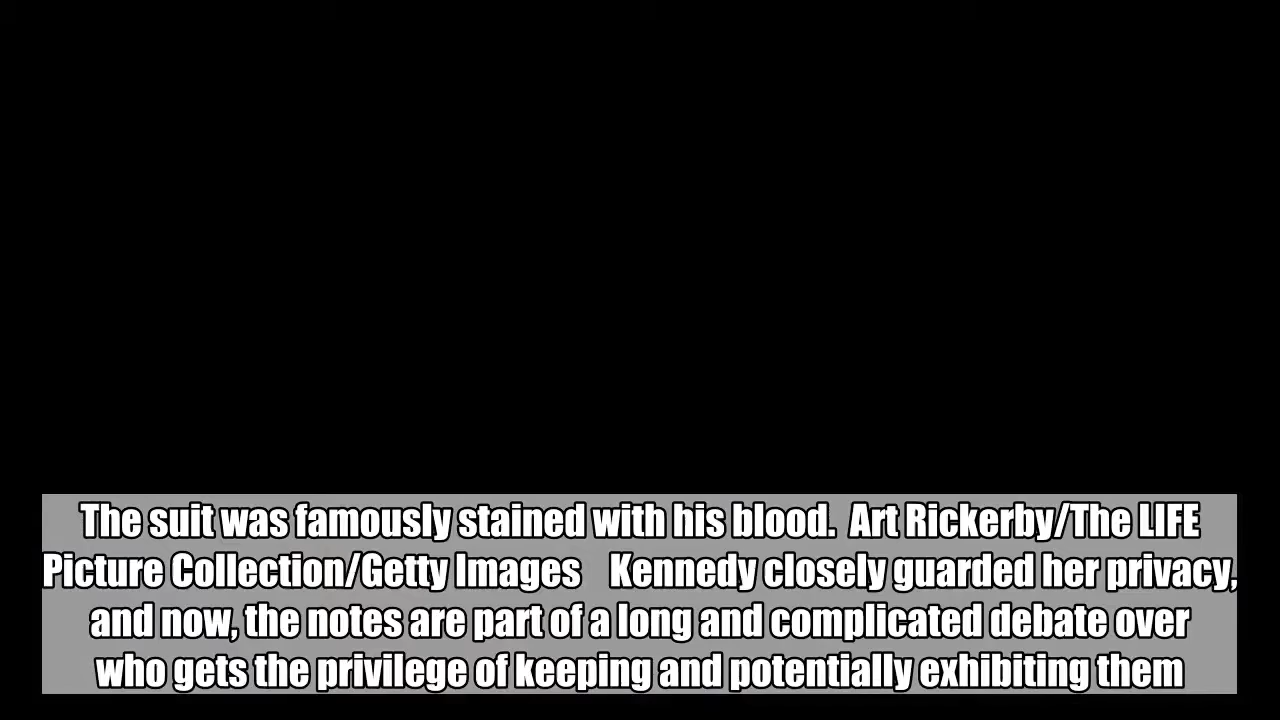 The suit was famously stained with his blood.  Art Rickerby/The LIFE
Picture Collection/Getty Images    Kennedy closely guarded her privacy,
and now, the notes are part of a long and complicated debate over
who gets the privilege of keeping and potentially exhibiting them